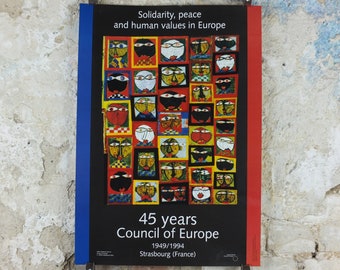 Solidarity, peace
and human values in Europe
45 years
Council of Europe
1949/1994
Strasbourg (France)